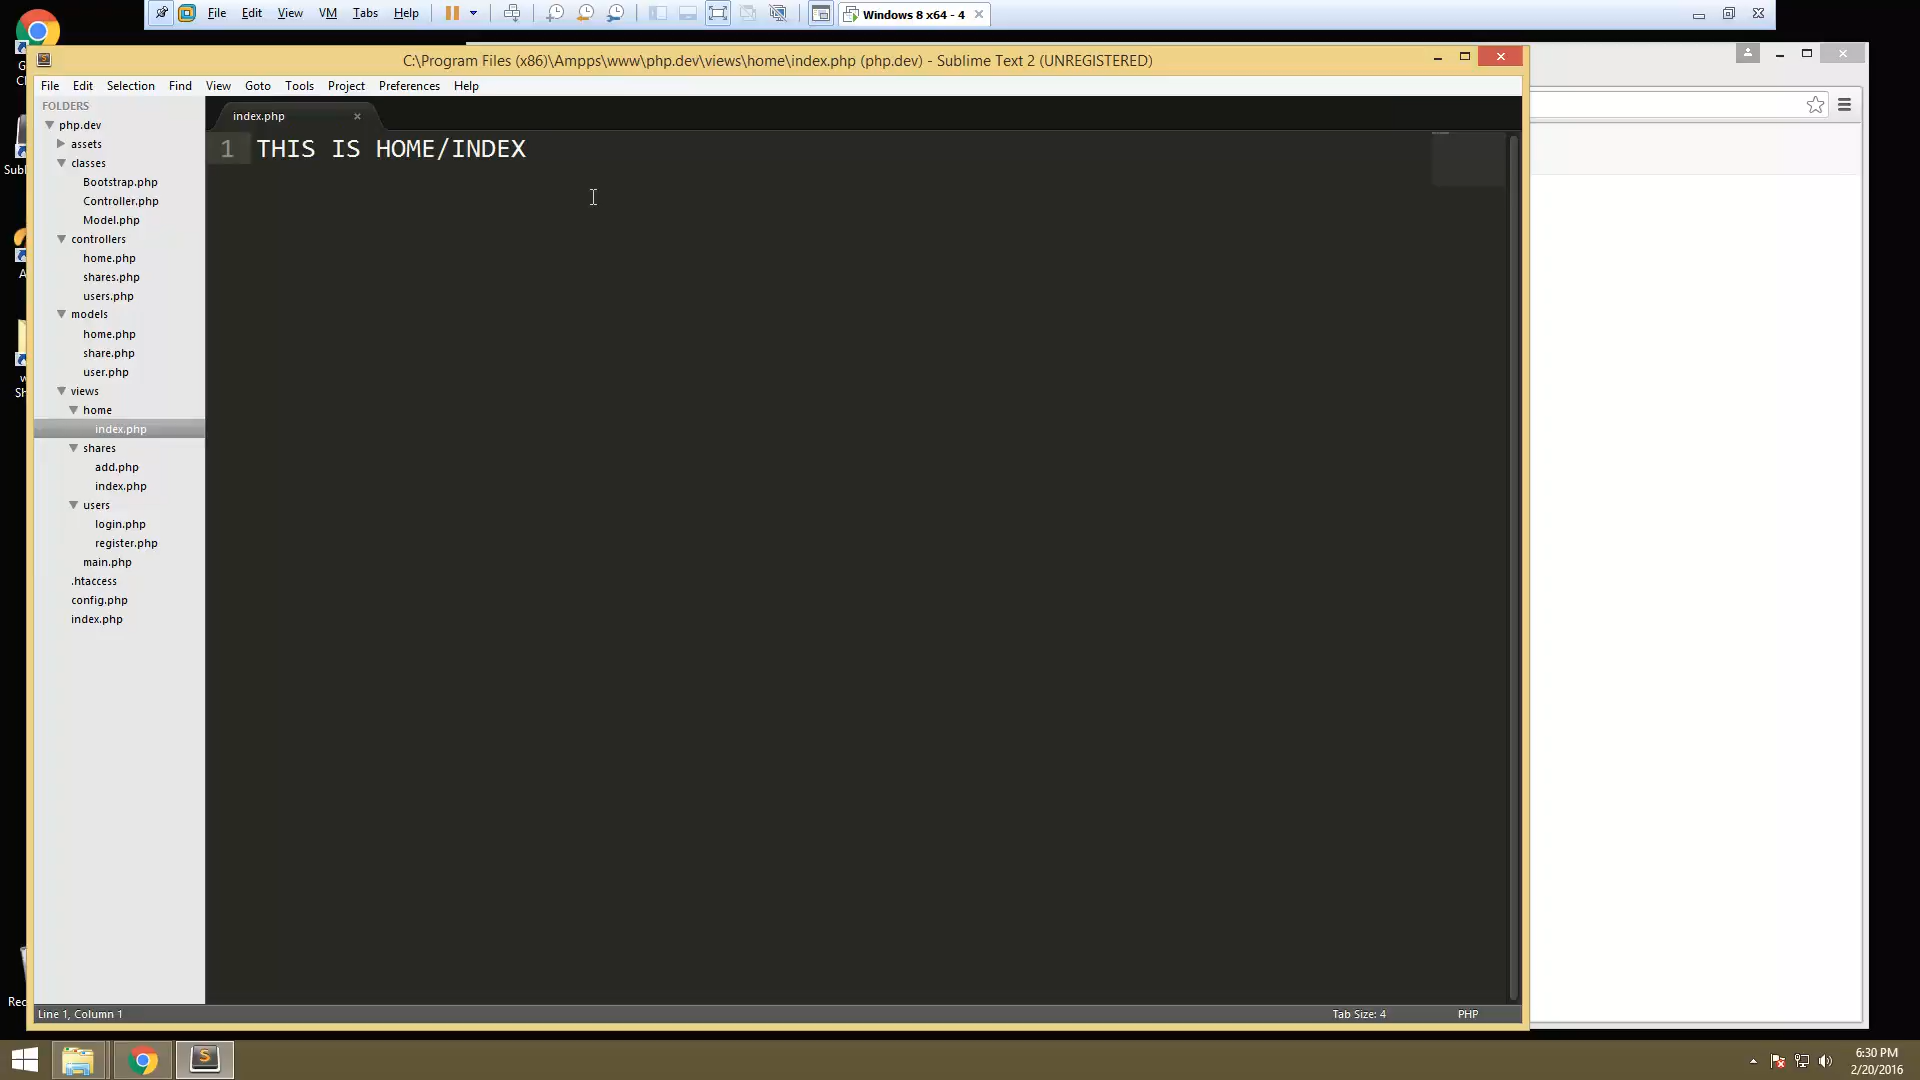 File Edit View VM Tabs Help
Windows 8 x64 - 4
C:\Program Files (x86)\Ampps\www\php.dev\views\home\index.php (php.dev) - Sublime Text 2 (UNREGISTERED)
File Edit Selection Find View Goto Tools Project Preferences Help
FOLDERS
php.dev
assets
classes
Bootstrap.php
Controller.php
Model.php
controllers
home.php
shares.php
users.php
models
home.php
share.php
user.php
views
home
index.php
shares
add.php
index.php
users
login.php
register.php
main.php
.htaccess
config.php
index.php
index.php
1 THIS IS HOME/INDEX
Line 1, Column 1
Tab Size: 4
PHP
6:30 PM
2/20/2016